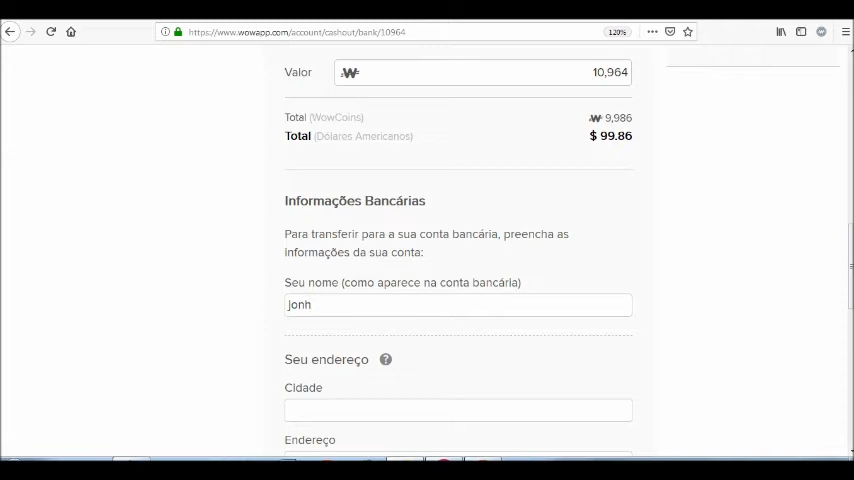 https://www.wowapp.com/account/cashout/bank/10964
120%
Valor
10,964
Total (WowCoins)
9,986
Total (Dólares Americanos)
$ 99.86
Informações Bancárias
Para transferir para a sua conta bancária, preencha as
informações da sua conta:
Seu nome (como aparece na conta bancária)
jonh
Seu endereço ?
Cidade
Endereço